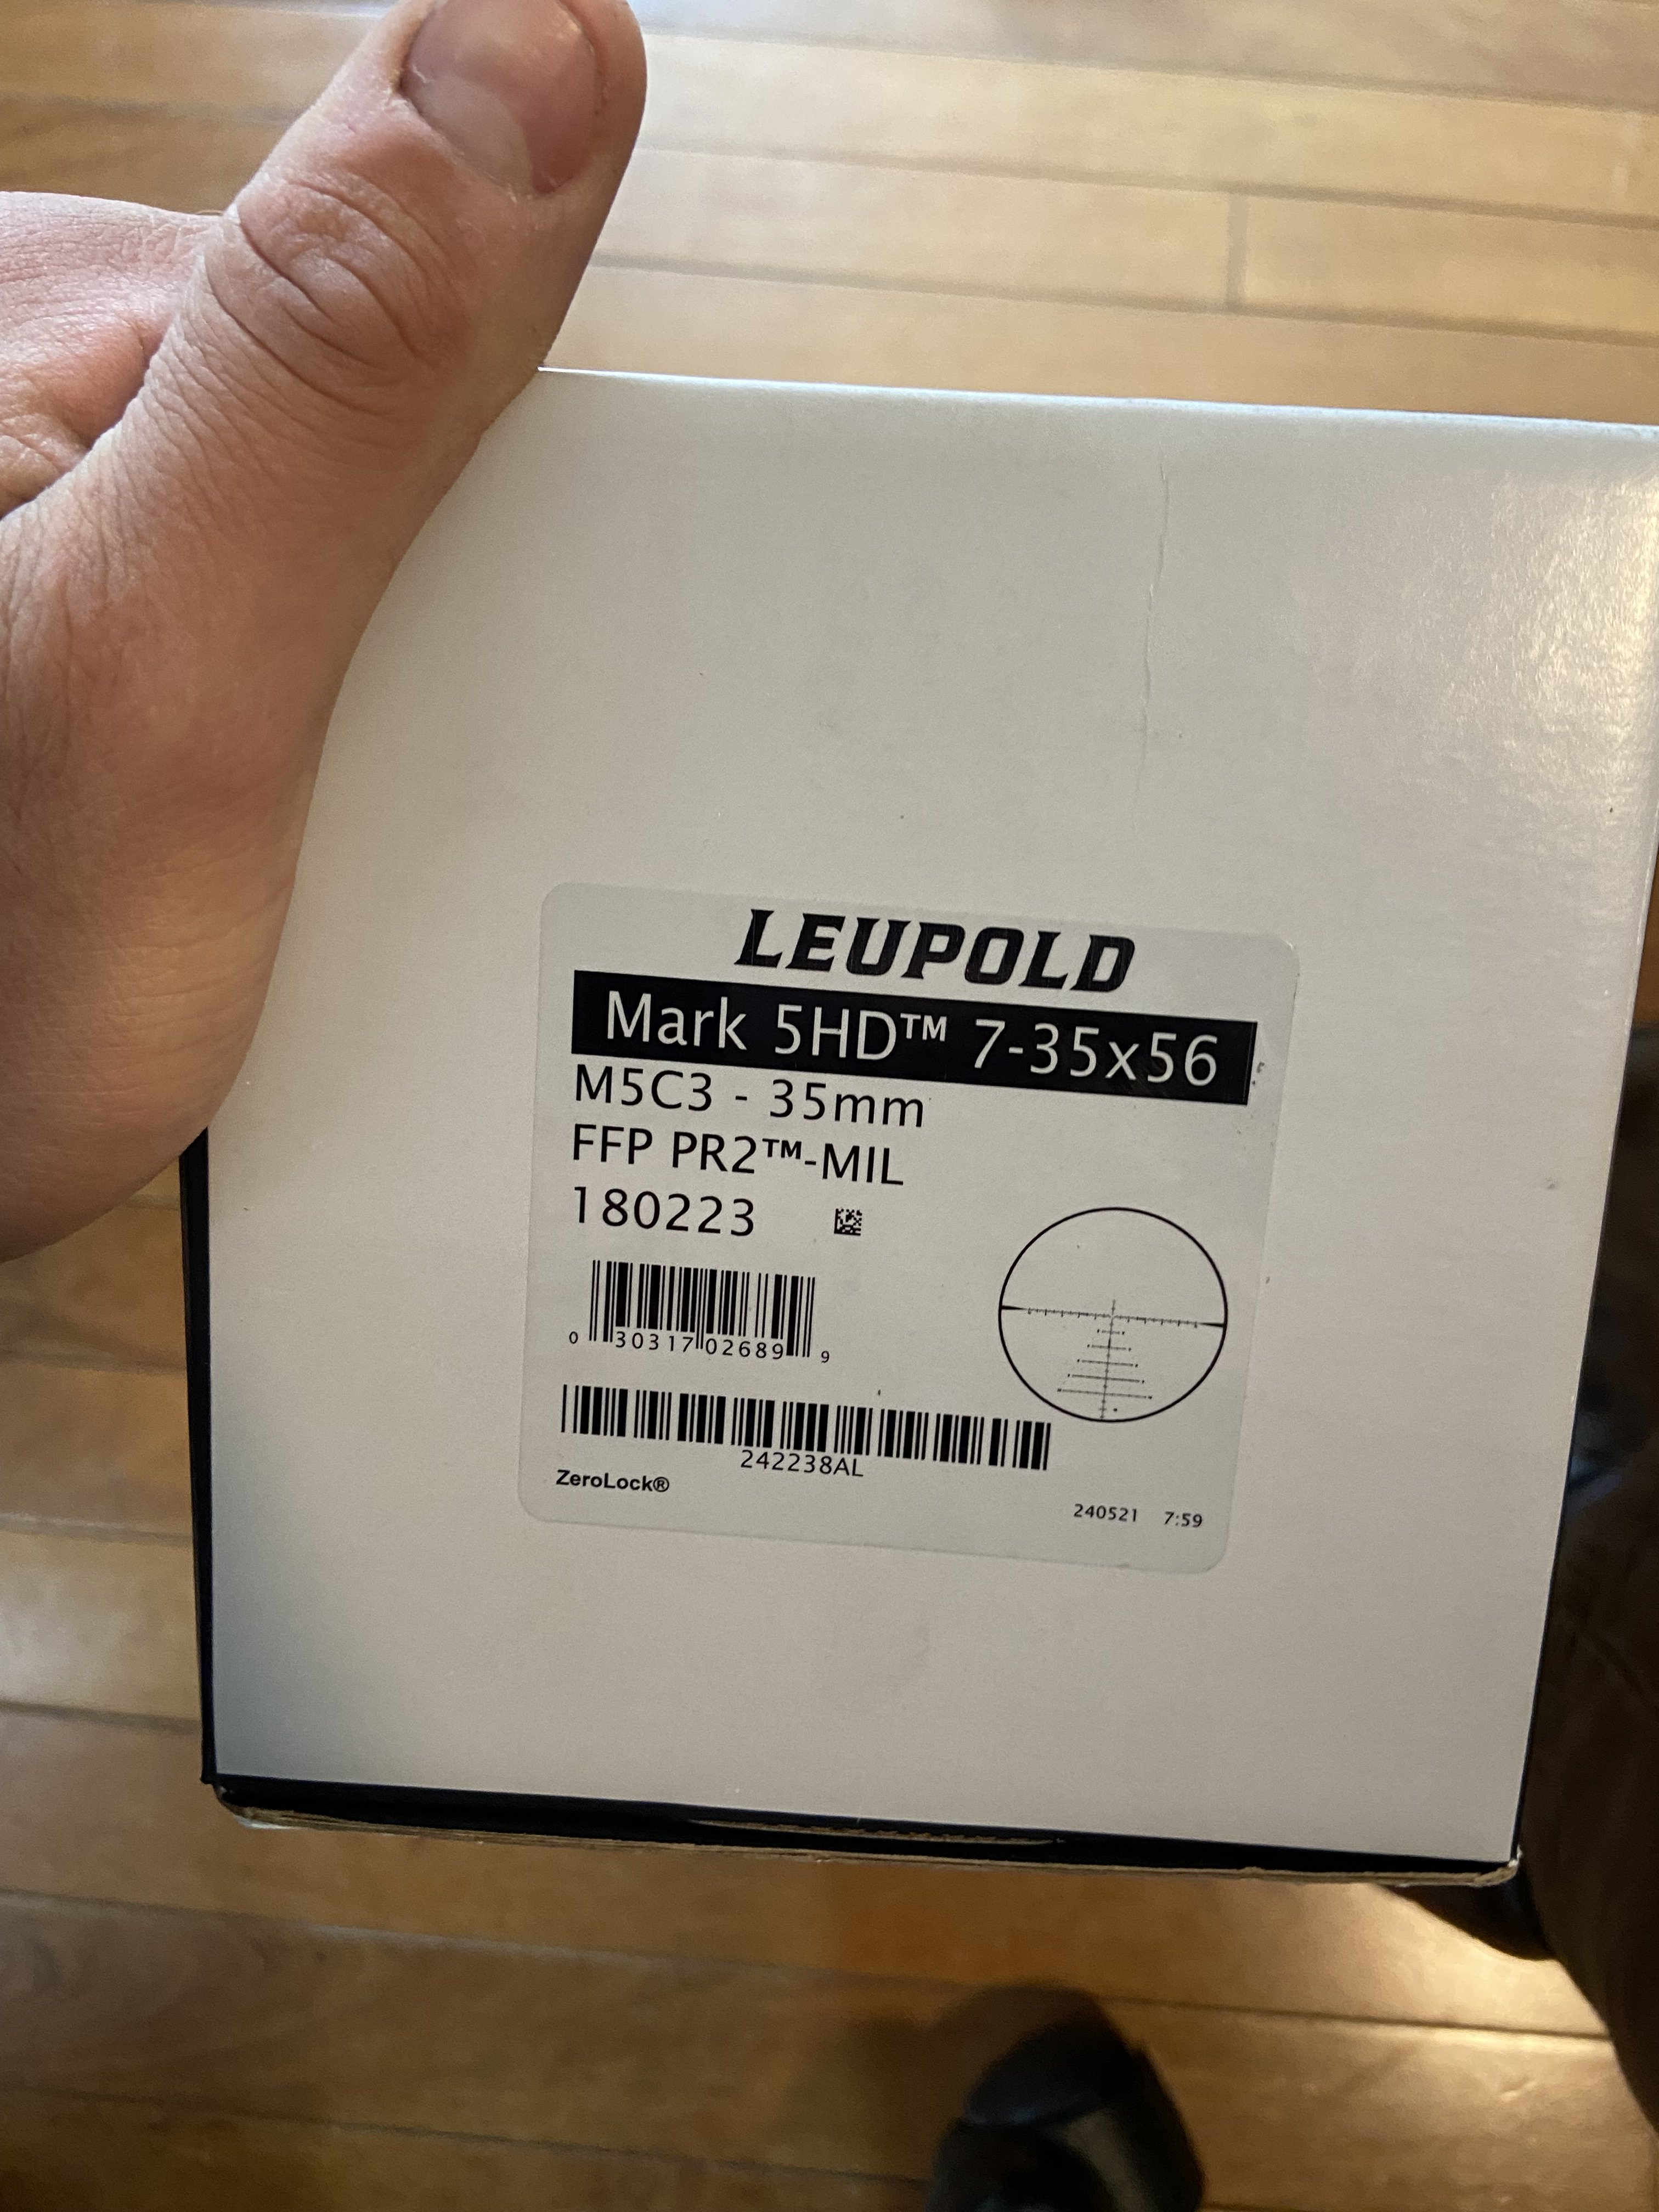 LEUPOLD
Mark 5HD™ 7-35x56
M5C3 - 35mm
FFP PR2™-MIL
180223
0 30317 02689 9
242238AL
ZeroLock®
240521 7:59